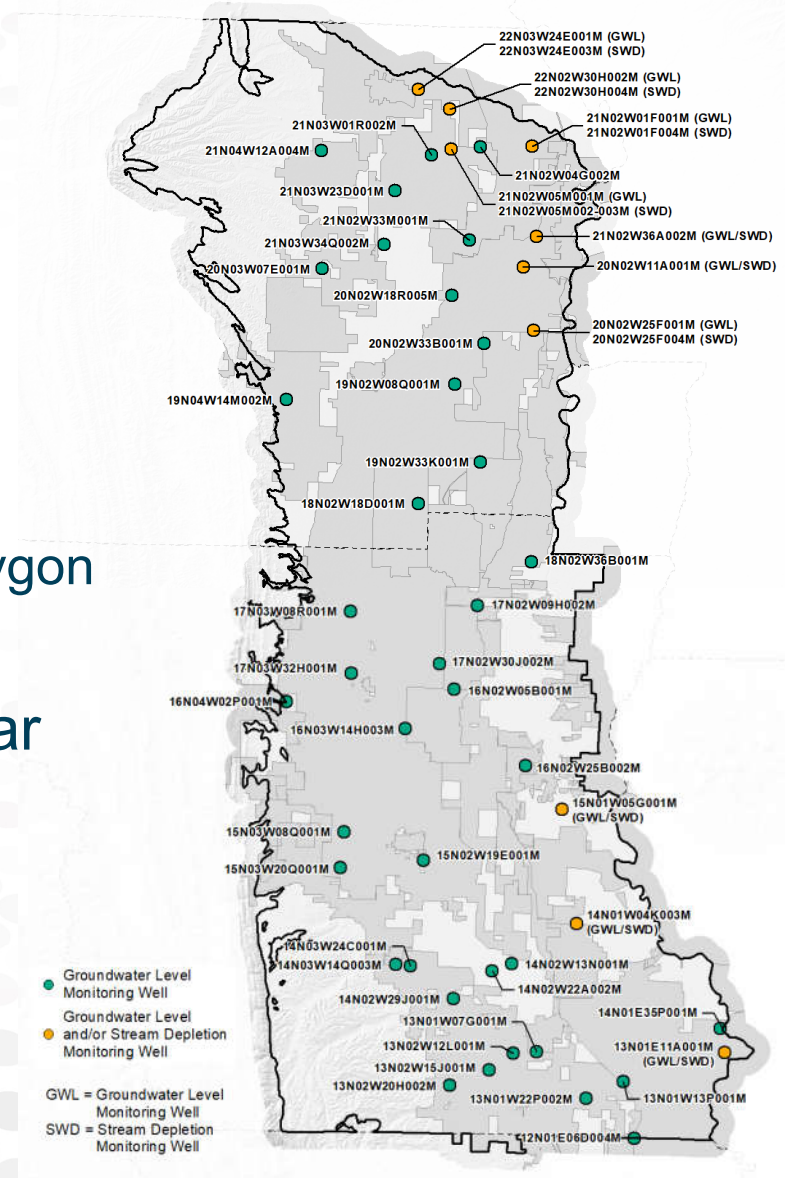 22N03W24E001M (GWL)
22N03W24E003M (SWD)
22N02W30H002M (GWL)
22N02W30H004M (SWD)
21N02W01F001M (GWL)
21N02W01F004M (SWD)
21N03W01R002M
21N04W12A004M
21N02W04G002M
21N03W23D001M
21N02W05M001M (GWL)
21N02W05M002-003M (SWD)
21N02W33M001M
21N02W36A002M (GWL/SWD)
21N03W34Q002M
20N03W07E001M
20N02W11A001M (GWL/SWD)
20N02W18R005M
20N02W25F001M (GWL)
20N02W25F004M (SWD)
20N02W33B001M
19N02W08Q001M
19N04W14M002M
19N02W33K001M
18N02W18D001M
18N02W36B001M
ygon
17N02W09H002M
17N03W08R001M
17N02W30J002M
17N03W32H001M
16N02W05B001M
16N04W02P001M
16N03W14H003M
ar
16N02W25B002M
15N01W05G001M
(GWL/SWD)
15N03W08Q001M
15N02W19E001M
15N03W20Q001M
14N01W04K003M
(GWL/SWD)
14N03W24C001M
14N03W14Q003M
14N02W13N001M
14N02W22A002M
14N02W29J001M
14N01E35P001M
13N01W07G001M
13N02W12L001M
13N01E11A001M
(GWL/SWD)
13N02W15J001M
13N02W20H002M
13N01W22P002M
13N01W13P001M
12N01E06D004M
Groundwater Level
Monitoring Well
Groundwater Level
and/or Stream Depletion
Monitoring Well
GWL = Groundwater Level
Monitoring Well
SWD = Stream Depletion
Monitoring Well